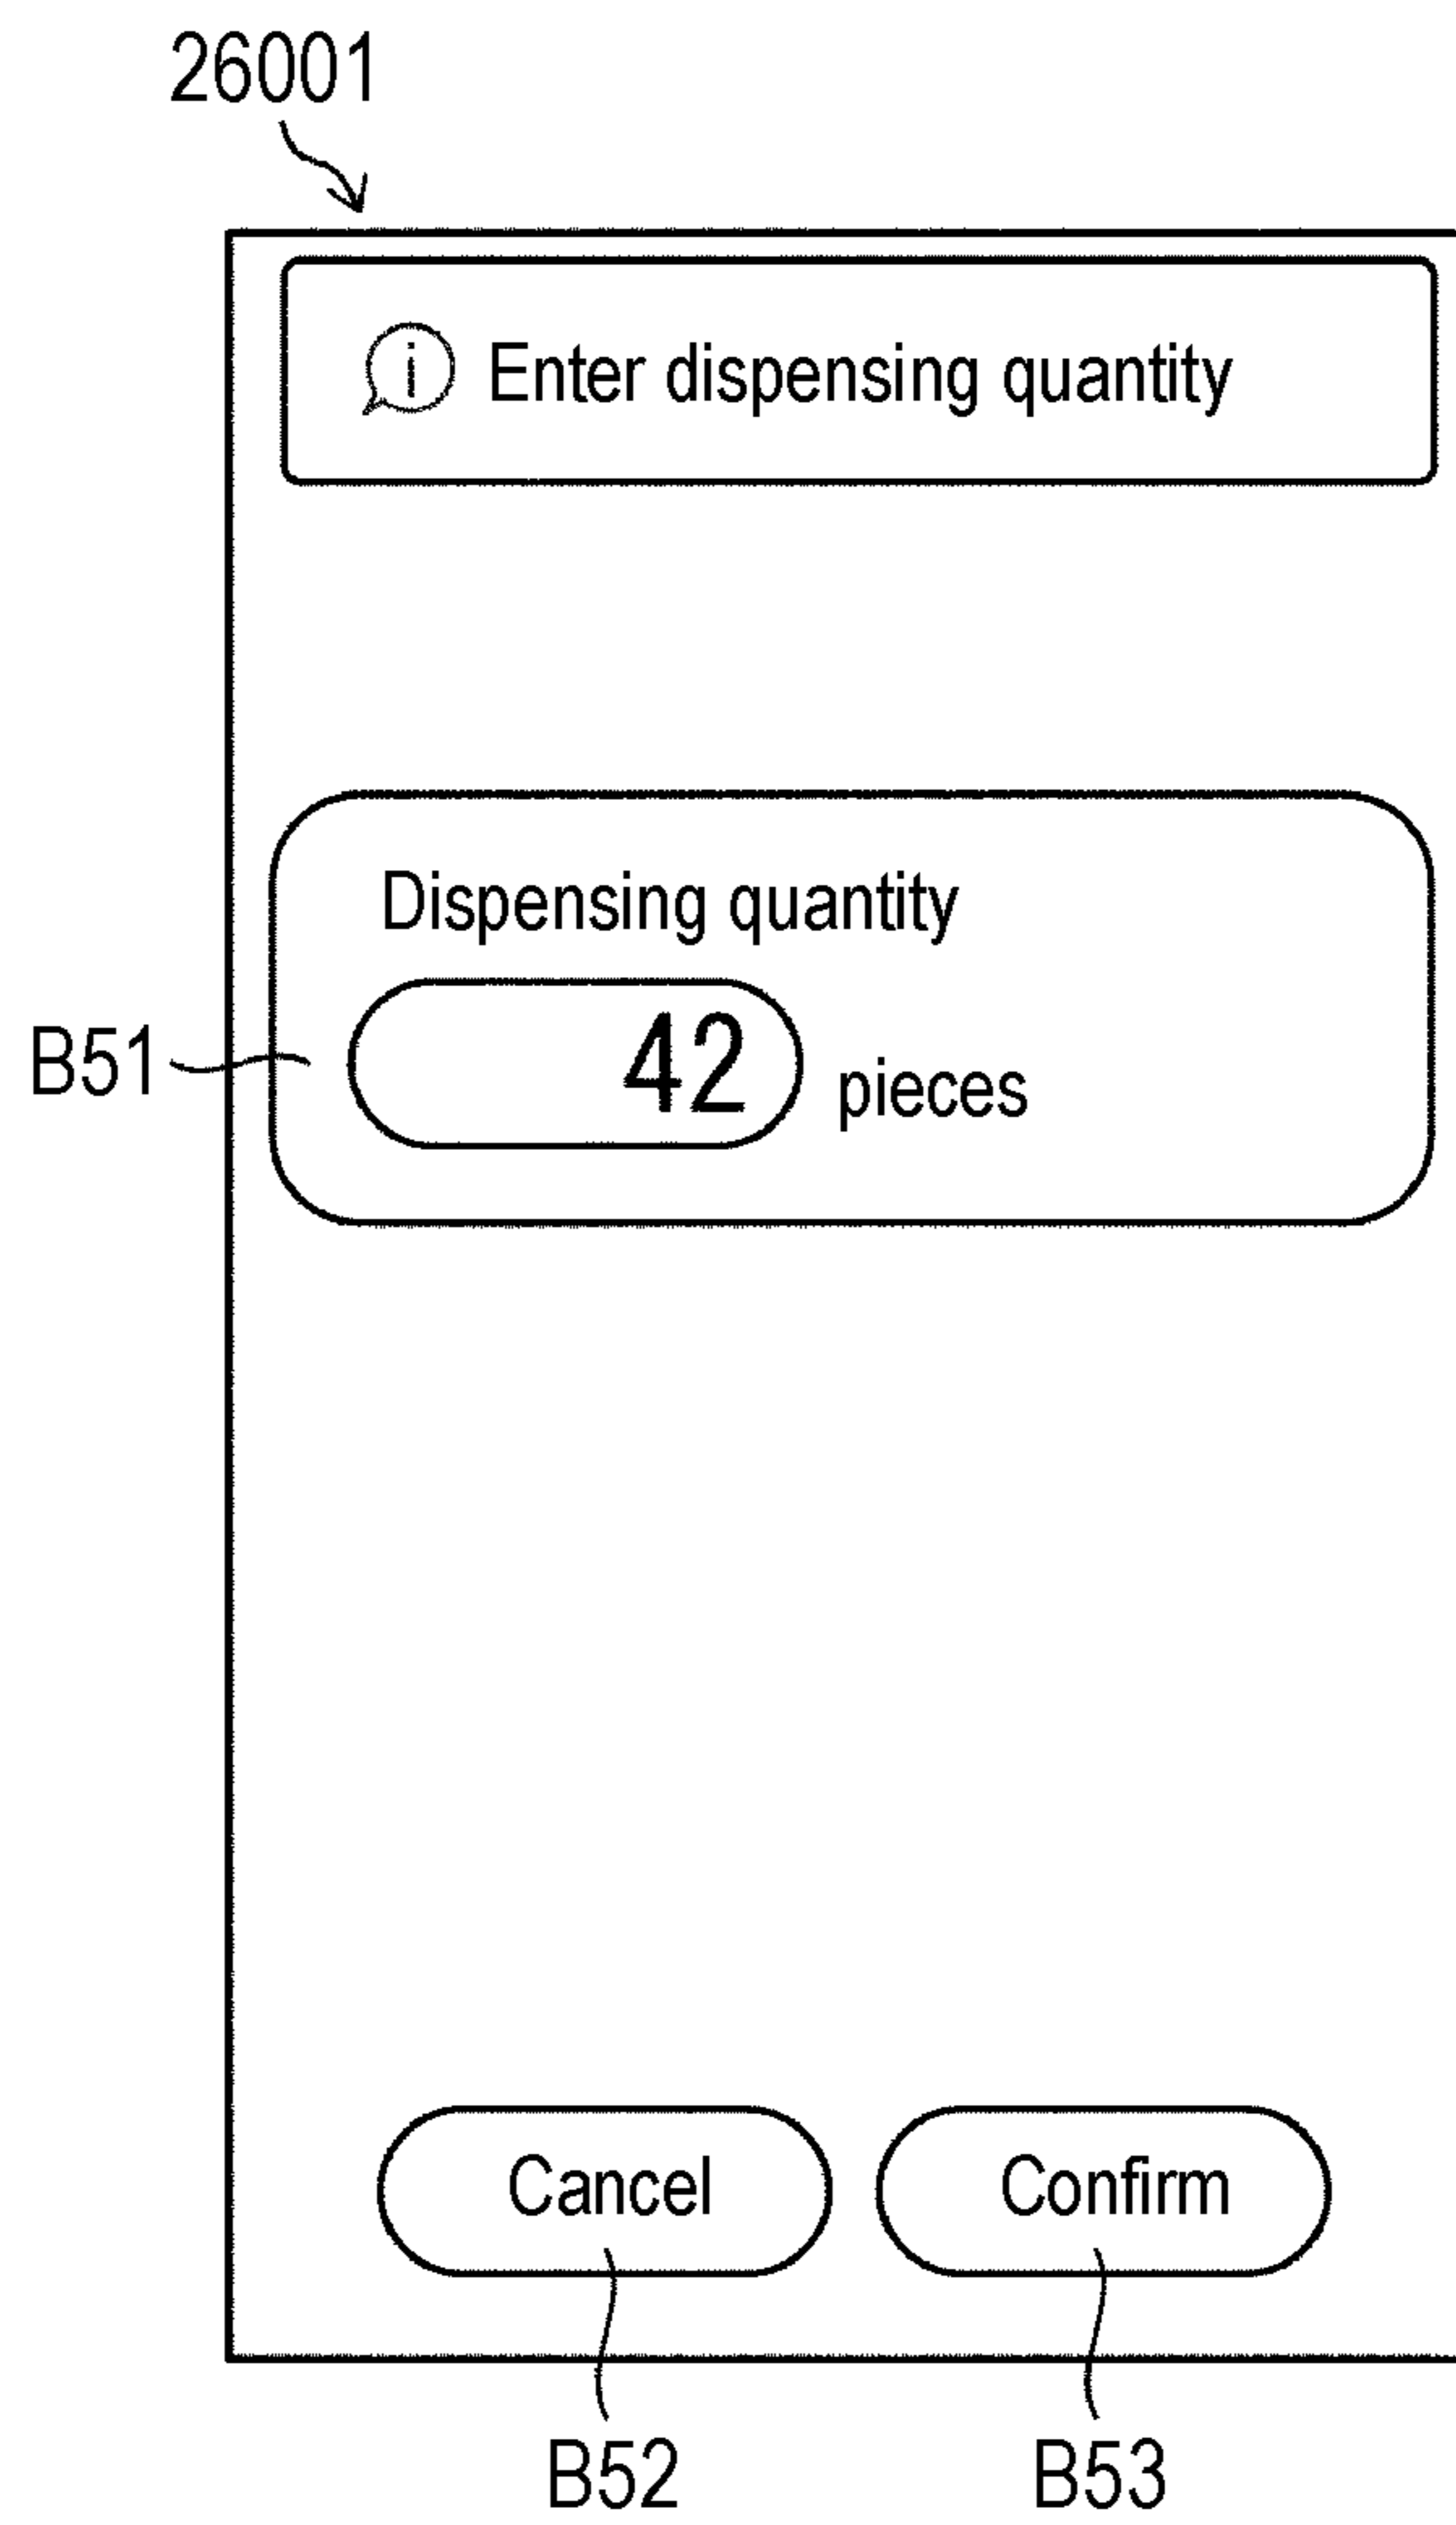 26001
i Enter dispensing quantity
Dispensing quantity
B51
42 pieces
Cancel
Confirm
B52
B53